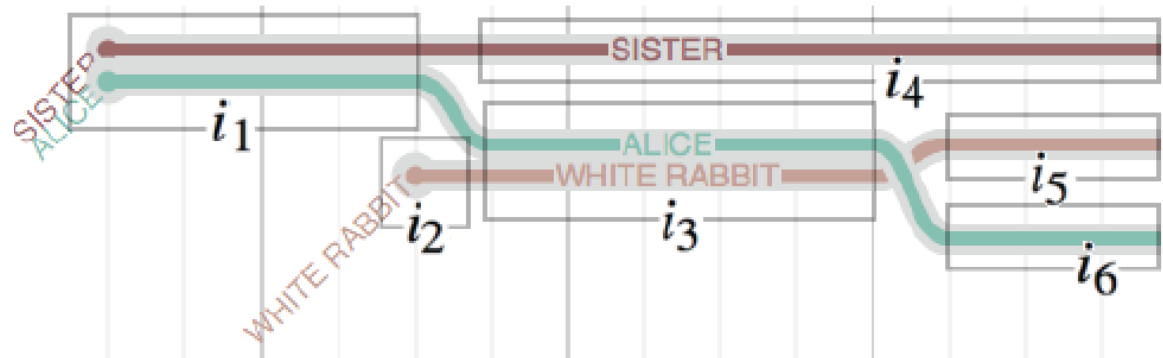 SISTER
SISTER
ALICE
i4
i1
ALICE
WHITE RABBIT
i5
i2
i3
WHITE RABBIT
i6